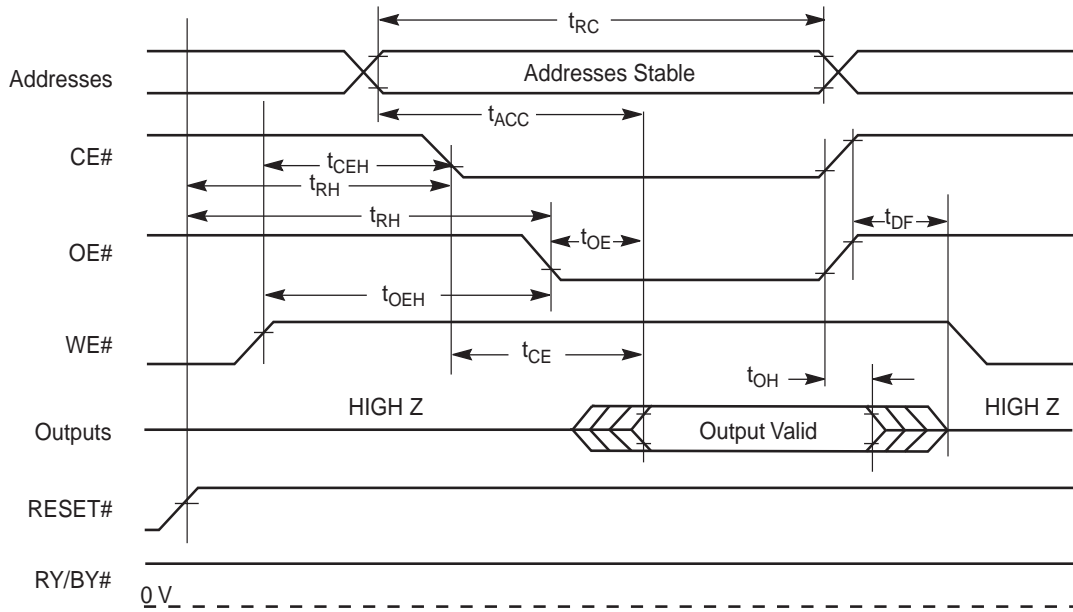 tRC
Addresses
Addresses Stable
tACC
CE#
tCEH
tRH
tRH
tDF
OE#
tOE
tOEH
WE#
tCE
tOH
HIGH Z
HIGH Z
Outputs
Output Valid
RESET#
RY/BY#
0 V